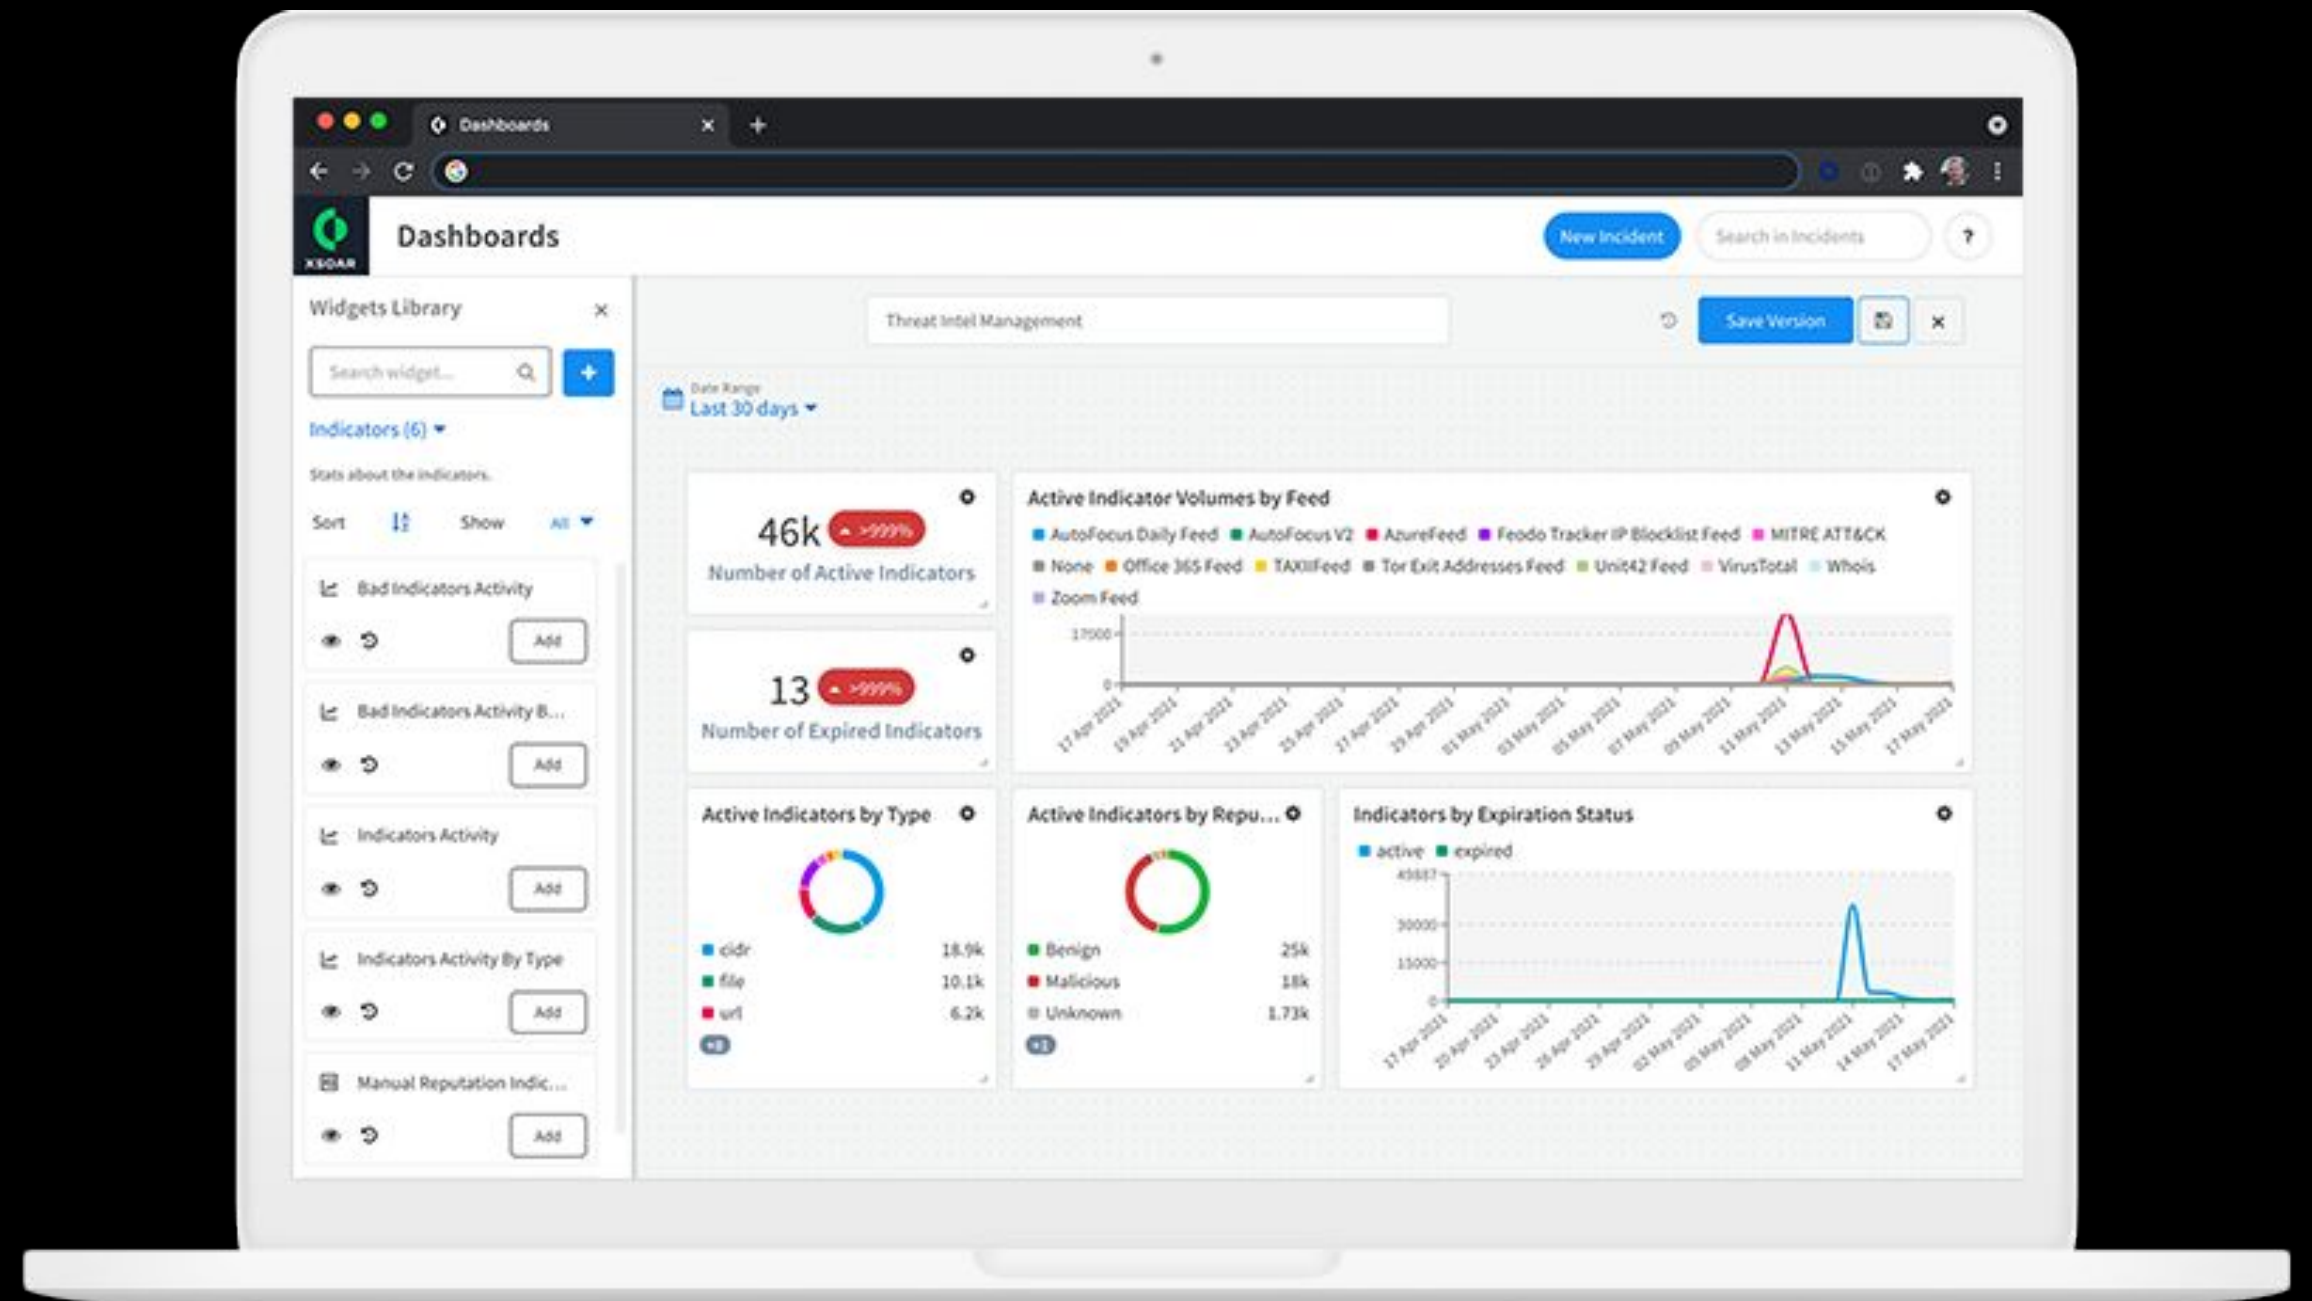 Dashboards
XSOAR
Dashboards
New Incident
Search in Incidents
?
Widgets Library
Search widget...
Indicators (6)
Stats about the indicators.
Sort
Show
All
Bad Indicators Activity
Add
Bad Indicators Activity B...
Add
Indicators Activity
Add
Indicators Activity By Type
Add
Manual Reputation Indic...
Add
Threat Intel Management
Save Version
Date Range
Last 30 days
46k >999%
Number of Active Indicators
13 >999%
Number of Expired Indicators
Active Indicator Volumes by Feed
AutoFocus Daily Feed AutoFocus V2 AzureFeed Feodo Tracker IP Blocklist Feed MITRE ATT&CK
None Office 365 Feed TAXIIFeed Tor Exit Addresses Feed Unit42 Feed VirusTotal Whois
Zoom Feed
17000
0
17 Apr 2021 19 Apr 2021 21 Apr 2021 23 Apr 2021 25 Apr 2021 27 Apr 2021 29 Apr 2021 01 May 2021 03 May 2021 05 May 2021 07 May 2021 09 May 2021 11 May 2021 13 May 2021 15 May 2021 17 May 2021
Active Indicators by Type
cidr 18.9k
file 10.1k
url 6.2k
+8
Active Indicators by Repu...
Benign 25k
Malicious 18k
Unknown 1.73k
+1
Indicators by Expiration Status
active expired
30000
15000
0
17 Apr 2021 20 Apr 2021 23 Apr 2021 26 Apr 2021 29 Apr 2021 02 May 2021 05 May 2021 08 May 2021 11 May 2021 14 May 2021 17 May 2021